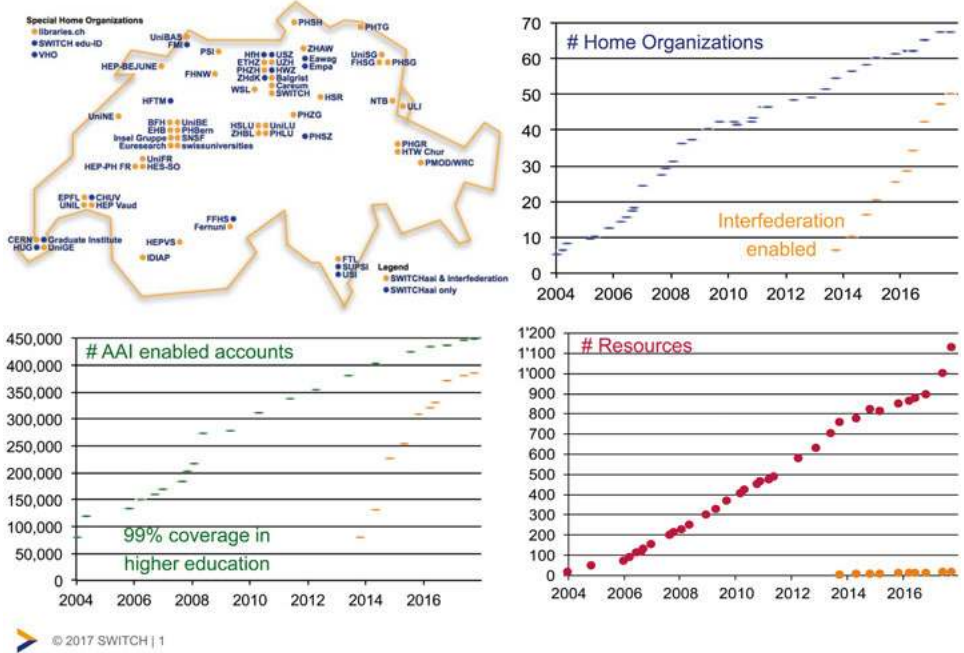 Special Home Organizations
libraries.ch
SWITCH edu-ID
VHO
UniBAS
FMI
PSI
HEP-BEJUNE
FHNW
PHSH
PHTG
HfH USZ
ETHZ UZH
PHZH HWZ
ZHdK Balgrist
WSL Careum
SWITCH
ZHAW
Eawag
Empa
UniSG
FHSG PHSG
HSR
NTB
ULI
HFTM
UniNE
BFH UniBE
EHB PHBern
Insel Gruppe SNSF
Euresearch swissuniversities
HSLU UniLU
ZHBL PHLU
PHZG
PHSZ
UniFR
HEP-PH FR HES-SO
PHGR
HTW Chur
PMOD/WRC
EPFL CHUV
UNIL HEP Vaud
FFHS
Fernuni
CERN Graduate Institute
HUG UniGE
HEPVS
IDIAP
FTL
SUPSI
USI
Legend
SWITCHaai & Interfederation
SWITCHaai only
# Home Organizations
70
60
50
40
30
20
10
0
Interfederation
enabled
2004 2006 2008 2010 2012 2014 2016
# AAI enabled accounts
450,000
400,000
350,000
300,000
250,000
200,000
150,000
100,000
50,000
0
99% coverage in
higher education
2004 2006 2008 2010 2012 2014 2016
# Resources
1'200
1'100
1'000
900
800
700
600
500
400
300
200
100
0
2004 2006 2008 2010 2012 2014 2016
© 2017 SWITCH | 1